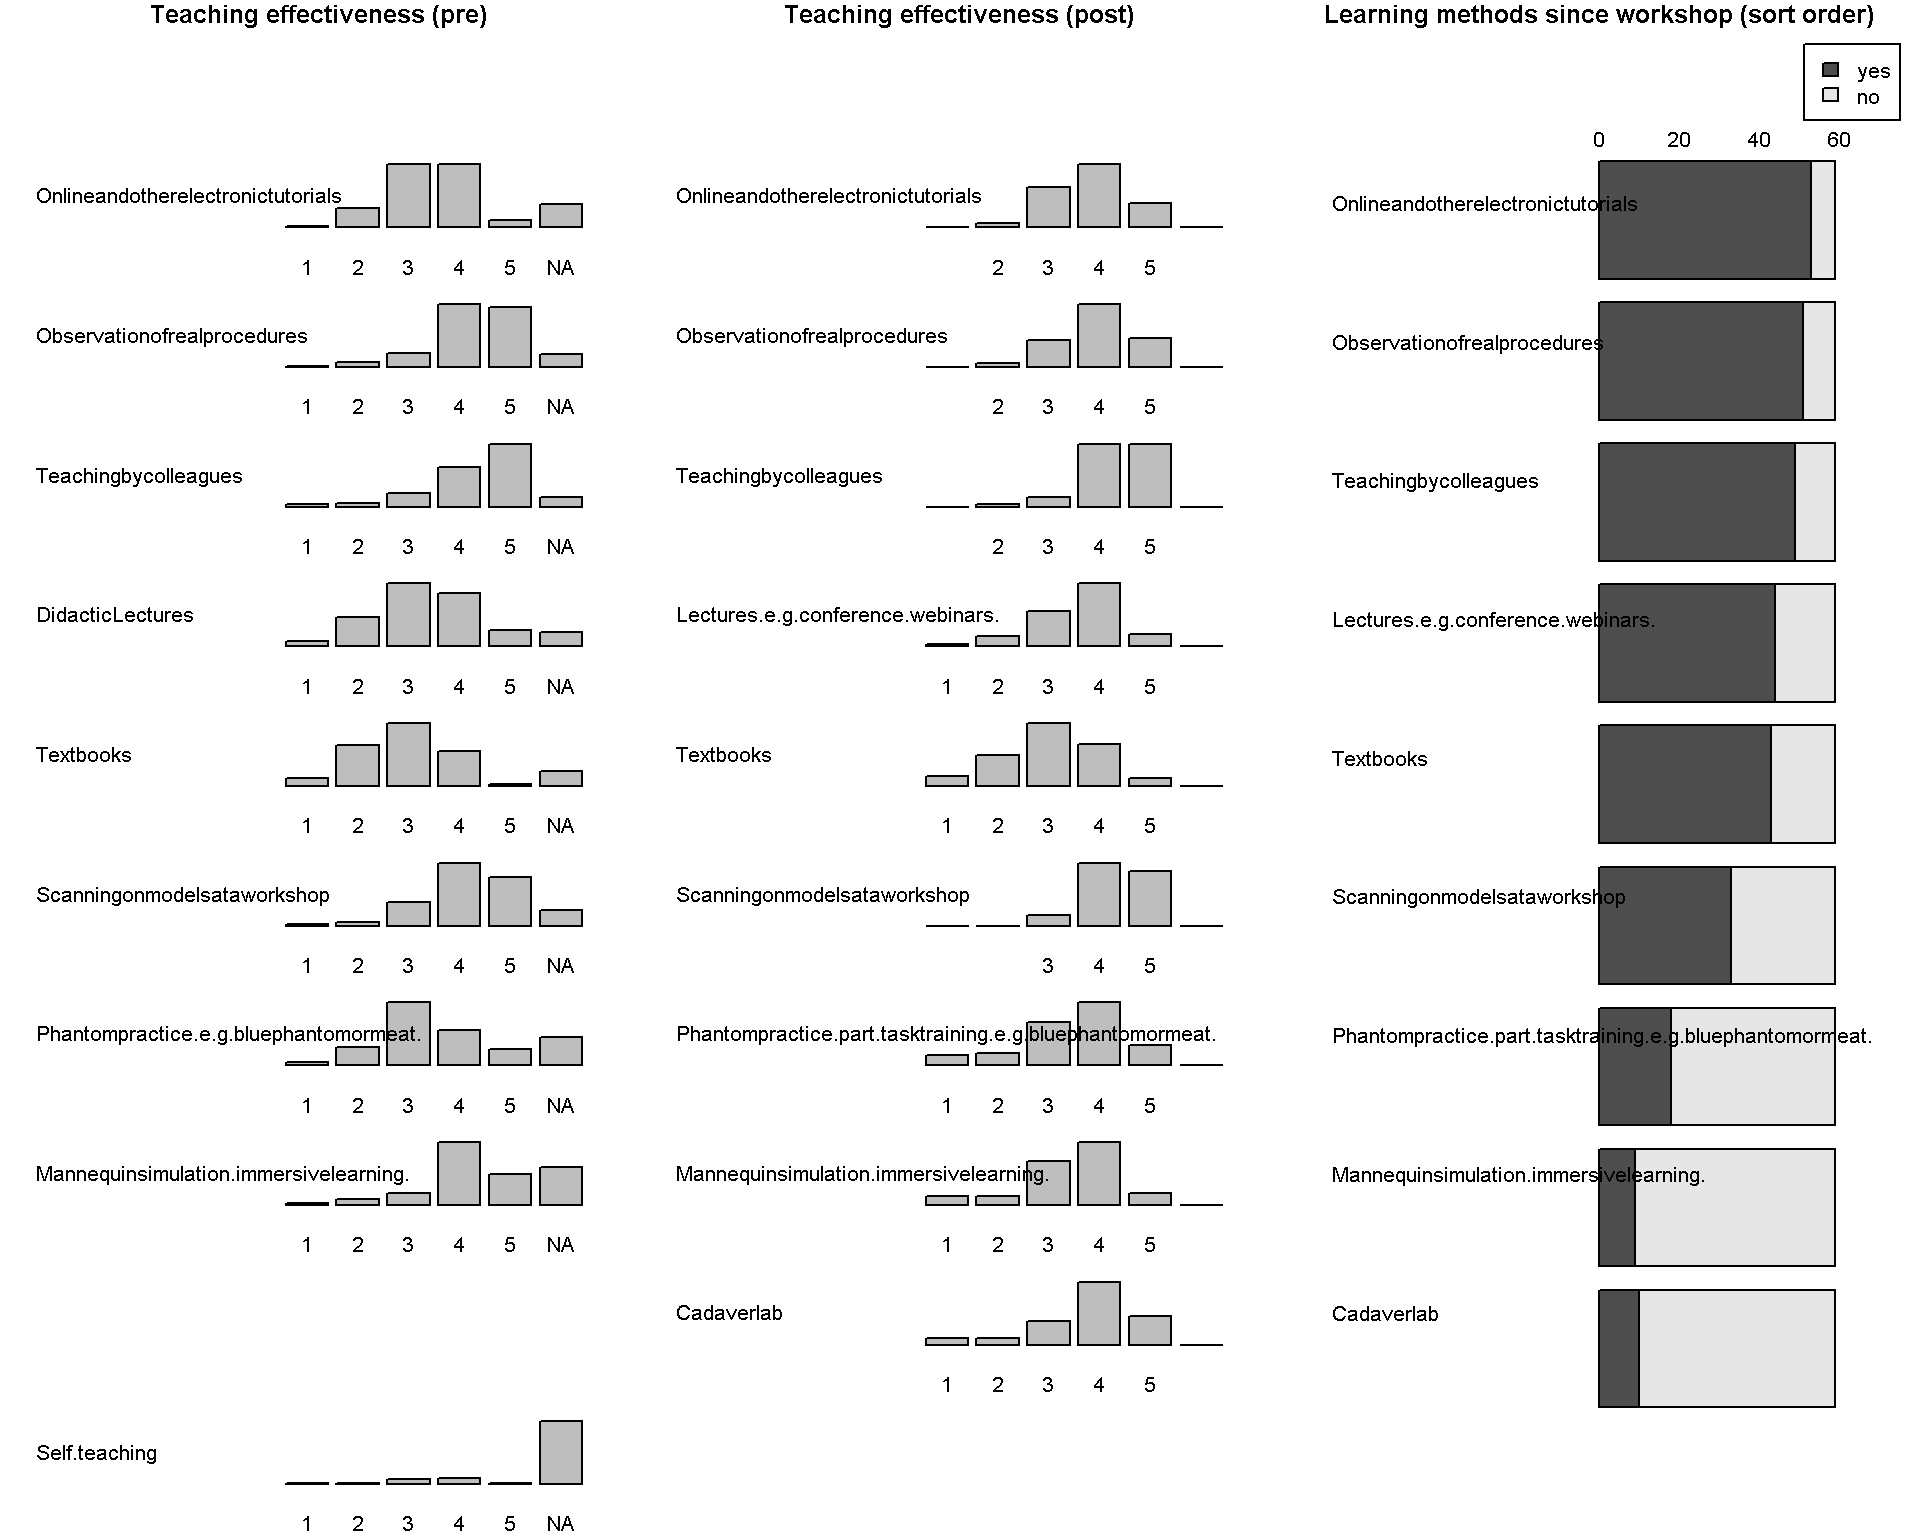 Teaching effectiveness (pre)
Teaching effectiveness (post)
Learning methods since workshop (sort order)
yes
no
0 20 40 60
Onlineandotherelectronictutorials
Onlineandotherelectronictutorials
Onlineandotherelectronictutorials
1 2 3 4 5 NA
2 3 4 5
Observationofrealprocedures
Observationofrealprocedures
Observationofrealprocedures
1 2 3 4 5 NA
2 3 4 5
Teachingbycolleagues
Teachingbycolleagues
Teachingbycolleagues
1 2 3 4 5 NA
2 3 4 5
DidacticLectures
Lectures.e.g.conference.webinars.
Lectures.e.g.conference.webinars.
1 2 3 4 5 NA
1 2 3 4 5
Textbooks
Textbooks
Textbooks
1 2 3 4 5 NA
1 2 3 4 5
Scanningonmodelsataworkshop
Scanningonmodelsataworkshop
Scanningonmodelsataworkshop
1 2 3 4 5 NA
3 4 5
Phantompractice.e.g.bluephantomormeat.
Phantompractice.part.tasktraining.e.g.bluephantomormeat.
Phantompractice.part.tasktraining.e.g.bluephantomormeat.
1 2 3 4 5 NA
1 2 3 4 5
Mannequinsimulation.immersivelearning.
Mannequinsimulation.immersivelearning.
Mannequinsimulation.immersivelearning.
1 2 3 4 5 NA
1 2 3 4 5
Cadaverlab
Cadaverlab
1 2 3 4 5
Self.teaching
1 2 3 4 5 NA